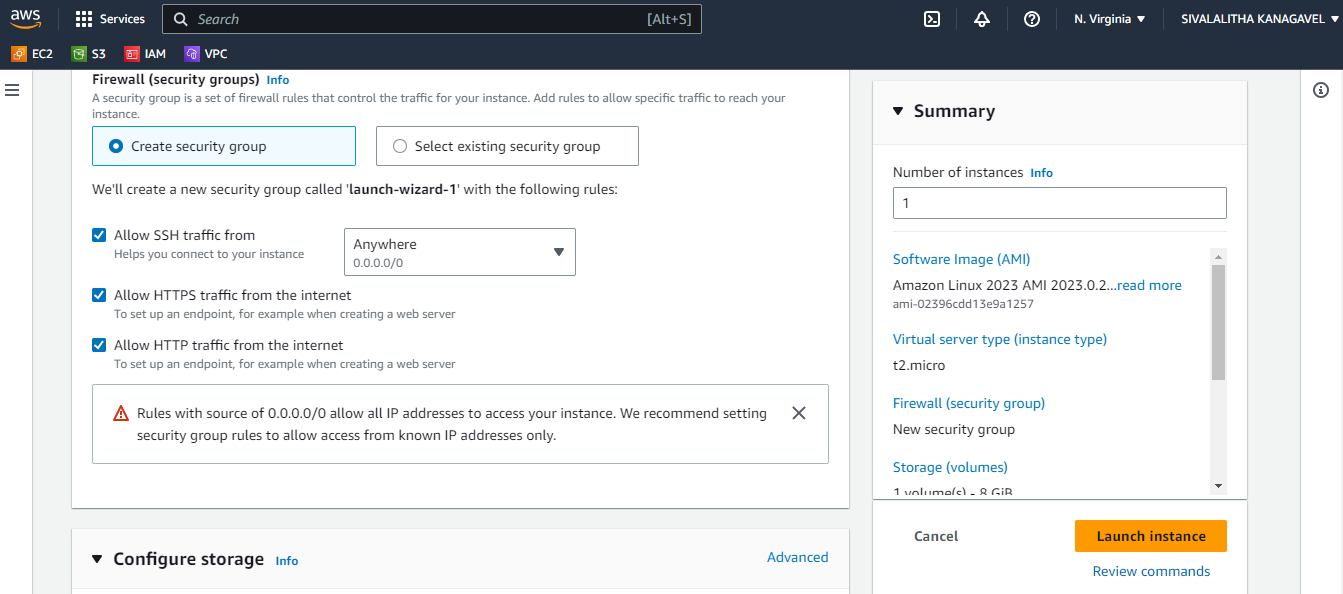 aws
Services
Search
[Alt+S]
N. Virginia
SIVALALITHA KANAGAVEL
EC2
S3
IAM
VPC
Firewall (security groups) Info
A security group is a set of firewall rules that control the traffic for your instance. Add rules to allow specific traffic to reach your
instance.
Create security group
Select existing security group
We'll create a new security group called 'launch-wizard-1' with the following rules:
Allow SSH traffic from
Helps you connect to your instance
Anywhere
0.0.0.0/0
Allow HTTPS traffic from the internet
To set up an endpoint, for example when creating a web server
Allow HTTP traffic from the internet
To set up an endpoint, for example when creating a web server
Rules with source of 0.0.0.0/0 allow all IP addresses to access your instance. We recommend setting
security group rules to allow access from known IP addresses only.
Configure storage Info
Advanced
Summary
Number of instances Info
1
Software Image (AMI)
Amazon Linux 2023 AMI 2023.0.2...read more
ami-02396cdd13e9a1257
Virtual server type (instance type)
t2.micro
Firewall (security group)
New security group
Storage (volumes)
1 volume(s) - 8 GiB
Cancel
Launch instance
Review commands